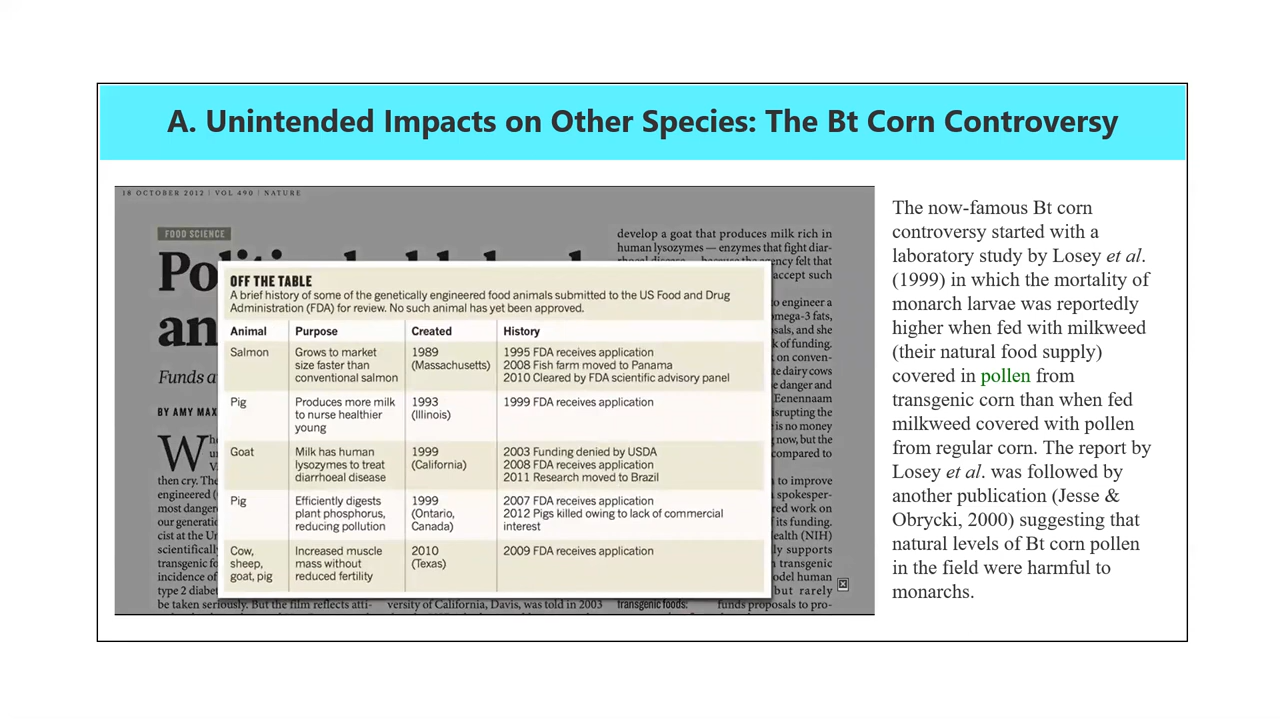 A. Unintended Impacts on Other Species: The Bt Corn Controversy
18 OCTOBER 2012 | VOL 490 | NATURE
FOOD SCIENCE
Funds a
BY AMY MAX
then cry. The
engineered (
most danger
our generati
cist at the Un
scientifically
transgenic fo
incidence of
type 2 diabet
be taken seriously. But the film reflects atti-
versity of California, Davis, was told in 2003
develop a goat that produces milk rich in
human lysozymes — enzymes that fight diar-
accept such
transgenic foods:
funds proposals to pro-
OFF THE TABLE
A brief history of some of the genetically engineered food animals submitted to the US Food and Drug
Administration (FDA) for review. No such animal has yet been approved.
Animal Purpose Created History
Salmon Grows to market 1989 1995 FDA receives application
size faster than (Massachusetts) 2008 Fish farm moved to Panama
conventional salmon 2010 Cleared by FDA scientific advisory panel
Pig Produces more milk 1993 1999 FDA receives application
to nurse healthier (Illinois)
young
Goat Milk has human 1999 2003 Funding denied by USDA
lysozymes to treat (California) 2008 FDA receives application
diarrhoeal disease 2011 Research moved to Brazil
Pig Efficiently digests 1999 2007 FDA receives application
plant phosphorus, (Ontario, 2012 Pigs killed owing to lack of commercial
reducing pollution Canada) interest
Cow, Increased muscle 2010 2009 FDA receives application
sheep, mass without (Texas)
goat, pig reduced fertility
The now-famous Bt corn
controversy started with a
laboratory study by Losey et al.
(1999) in which the mortality of
monarch larvae was reportedly
higher when fed with milkweed
(their natural food supply)
covered in pollen from
transgenic corn than when fed
milkweed covered with pollen
from regular corn. The report by
Losey et al. was followed by
another publication (Jesse &
Obrycki, 2000) suggesting that
natural levels of Bt corn pollen
in the field were harmful to
monarchs.